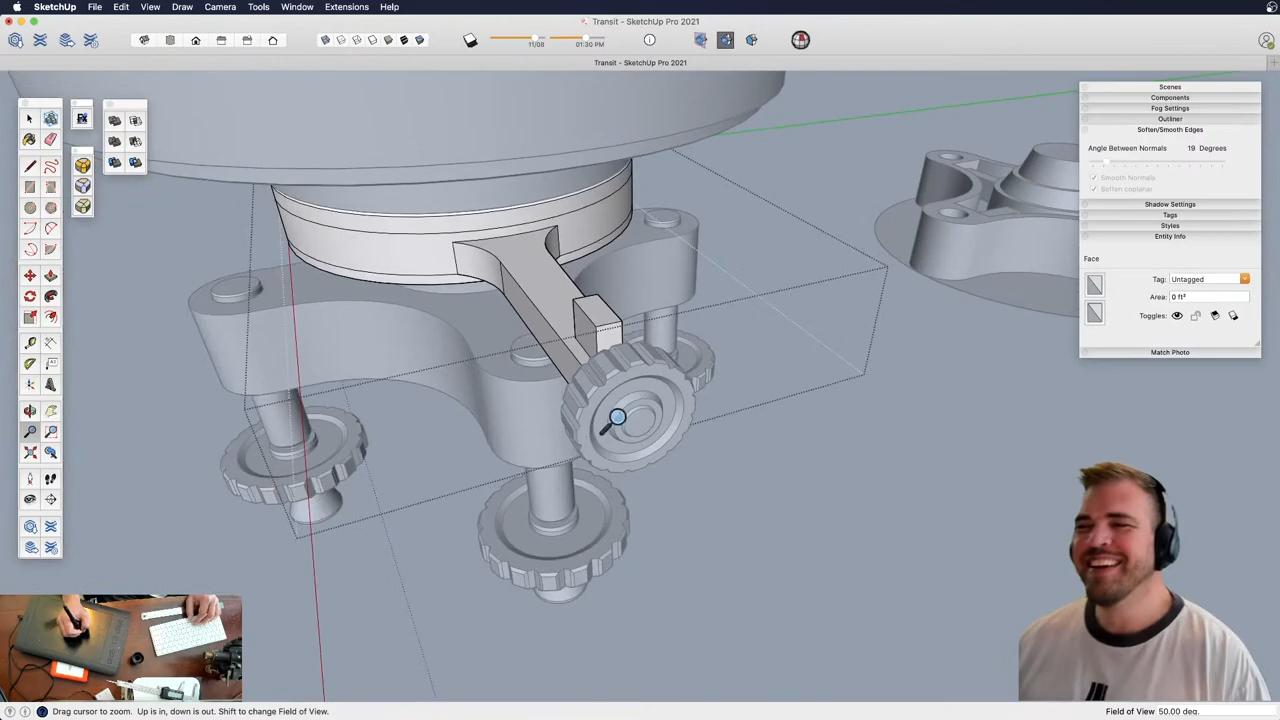 SketchUp File Edit View Draw Camera Tools Window Extensions Help
Transit - SketchUp Pro 2021
11/08 01:30 PM
Transit - SketchUp Pro 2021
Scenes
Components
Fog Settings
Outliner
Soften/Smooth Edges
Angle Between Normals 19 Degrees
Smooth Normals
Soften coplanar
Shadow Settings
Tags
Styles
Entity Info
Face
Tag: Untagged
Area: 0 ft²
Toggles:
Match Photo
Drag cursor to zoom. Up is in, down is out. Shift to change Field of View.
Field of View 50.00 deg.